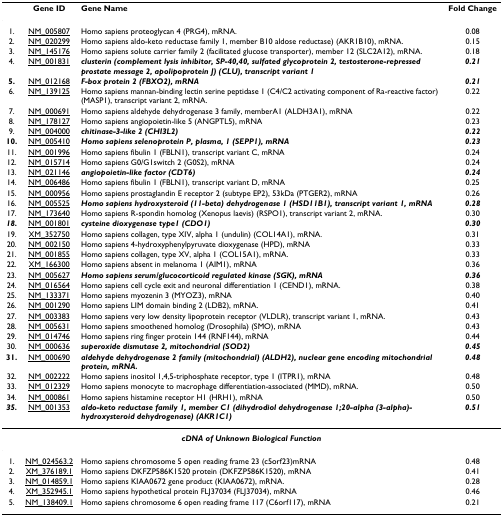 Gene ID Gene Name Fold Change
1. NM_005807 Homo sapiens proteoglycan 4 (PRG4), mRNA. 0.08
2. NM_020299 Homo sapiens aldo-keto reductase family 1, member B10 aldose reductase) (AKR1B10), mRNA. 0.15
3. NM_145176 Homo sapiens solute carrier family 2 (facilitated glucose transporter), member 12 (SLC2A12), mRNA. 0.18
4. NM_001831 clusterin (complement lysis inhibitor, SP-40,40, sulfated glycoprotein 2, testosterone-repressed 0.21
prostate message 2, apolipoprotein J) (CLU), transcript variant 1
5. NM_012168 F-box protein 2 (FBXO2), mRNA 0.21
6. NM_139125 Homo sapiens mannan-binding lectin serine peptidase 1 (C4/C2 activating component of Ra-reactive factor) 0.22
(MASP1), transcript variant 2, mRNA.
7. NM_000691 Homo sapiens aldehyde dehydrogenase 3 family, memberA1 (ALDH3A1), mRNA 0.22
8. NM_178127 Homo sapiens angiopoietin-like 5 (ANGPTL5), mRNA 0.23
9. NM_004000 chitinase-3-like 2 (CHI3L2) 0.22
10. NM_005410 Homo sapiens selenoprotein P, plasma, 1 (SEPP1), mRNA 0.23
11. NM_001996 Homo sapiens fibulin 1 (FBLN1), transcript variant C, mRNA 0.24
12. NM_015714 Homo sapiens G0/G1switch 2 (G0S2), mRNA 0.24
13. NM_021146 angiopoietin-like factor (CDT6) 0.24
14. NM_006486 Homo sapiens fibulin 1 (FBLN1), transcript variant D, mRNA 0.25
15. NM_000956 Homo sapiens prostaglandin E receptor 2 (subtype EP2), 53kDa (PTGER2), mRNA 0.26
16. NM_005525 Homo sapiens hydroxysteroid (11-beta) dehydrogenase 1 (HSD11B1), transcript variant 1, mRNA 0.28
17. NM_173640 Homo sapiens R-spondin homolog (Xenopus laevis) (RSPO1), transcript variant 2, mRNA. 0.30
18. NM_001801 cysteine dioxygenase type1 (CDO1) 0.30
19. XM_352750 Homo sapiens collagen, type XIV, alpha 1 (undulin) (COL14A1), mRNA. 0.31
20. NM_002150 Homo sapiens 4-hydroxyphenylpyruvate dioxygenase (HPD), mRNA 0.33
21. NM_001855 Homo sapiens collagen, type XV, alpha 1 (COL15A1), mRNA. 0.33
22. XM_166300 Homo sapiens absent in melanoma 1 (AIM1), mRNA 0.36
23. NM_005627 Homo sapiens serum/glucocorticoid regulated kinase (SGK), mRNA 0.36
24. NM_016564 Homo sapiens cell cycle exit and neuronal differentiation 1 (CEND1), mRNA. 0.38
25. NM_133371 Homo sapiens myozenin 3 (MYOZ3), mRNA 0.40
26. NM_001290 Homo sapiens LIM domain binding 2 (LDB2), mRNA. 0.41
27. NM_003383 Homo sapiens very low density lipoprotein receptor (VLDLR), transcript variant 1, mRNA. 0.43
28. NM_005631 Homo sapiens smoothened homolog (Drosophila) (SMO), mRNA 0.43
29. NM_014746 Homo sapiens ring finger protein 144 (RNF144), mRNA 0.44
30. NM_000636 superoxide dismutase 2, mitochondrial (SOD2) 0.45
31. NM_000690 aldehyde dehydrogenase 2 family (mitochondrial) (ALDH2), nuclear gene encoding mitochondrial 0.48
protein, mRNA.
32. NM_002222 Homo sapiens inositol 1,4,5-triphosphate receptor, type 1 (ITPR1), mRNA 0.48
33. NM_012329 Homo sapiens monocyte to macrophage differentiation-associated (MMD), mRNA. 0.50
34. NM_000861 Homo sapiens histamine receptor H1 (HRH1), mRNA 0.50
35. NM_001353 aldo-keto reductase family 1, member C1 (dihydrodiol dehydrogenase 1;20-alpha (3-alpha)- 0.51
hydroxysteroid dehydrogenase) (AKR1C1)
cDNA of Unknown Biological Function
1. NM_024563.2 Homo sapiens chromosome 5 open reading frame 23 (c5orf23)mRNA 0.48
2. XM_376189.1 Homo sapiens DKFZP586K1520 protein (DKFZP586K1520), mRNA 0.41
3. NM_014859.1 Homo sapiens KIAA0672 gene product (KIAA0672), mRNA. 0.28
4. XM_352945.1 Homo sapiens hypothetical protein FLJ37034 (FLJ37034), mRNA 0.46
5. NM_138409.1 Homo sapiens chromosome 6 open reading frame 117 (C6orf117), mRNA 0.21